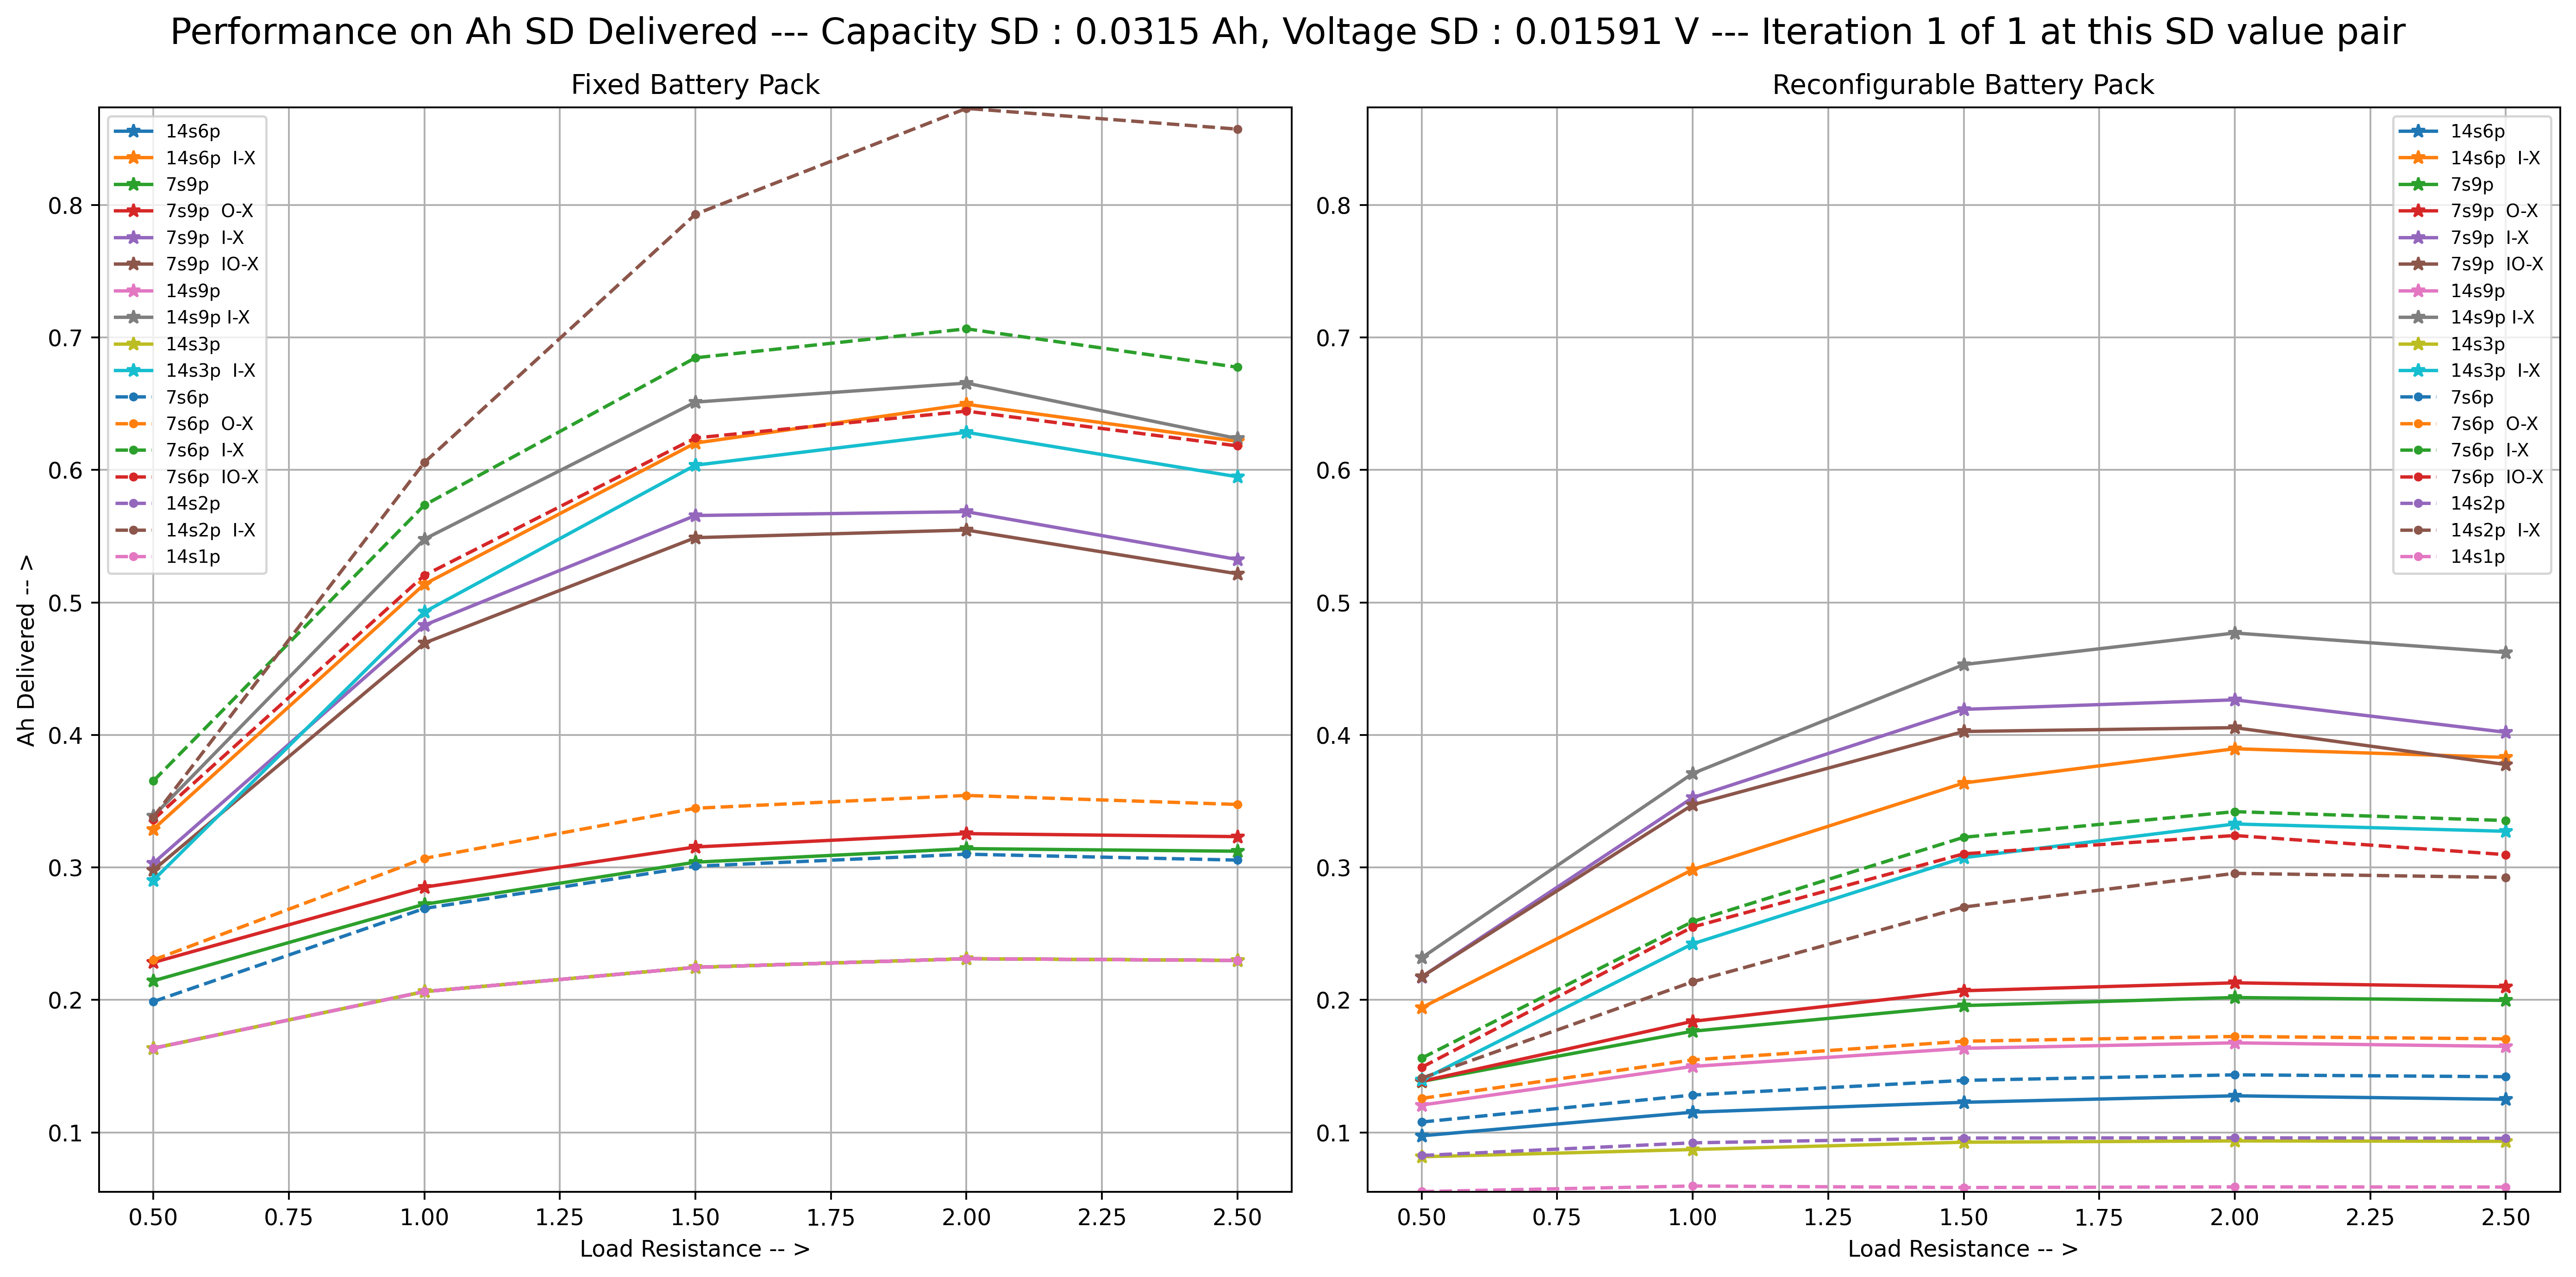 Performance on Ah SD Delivered --- Capacity SD : 0.0315 Ah, Voltage SD : 0.01591 V --- Iteration 1 of 1 at this SD value pair
Fixed Battery Pack
14s6p
14s6p I-X
7s9p
7s9p O-X
7s9p I-X
7s9p IO-X
14s9p
14s9p I-X
14s3p
14s3p I-X
7s6p
7s6p O-X
7s6p I-X
7s6p IO-X
14s2p
14s2p I-X
14s1p
0.8
0.7
0.6
0.5
0.4
0.3
0.2
0.1
Ah Delivered -- >
0.50 0.75 1.00 1.25 1.50 1.75 2.00 2.25 2.50
Load Resistance -- >
Reconfigurable Battery Pack
14s6p
14s6p I-X
7s9p
7s9p O-X
7s9p I-X
7s9p IO-X
14s9p
14s9p I-X
14s3p
14s3p I-X
7s6p
7s6p O-X
7s6p I-X
7s6p IO-X
14s2p
14s2p I-X
14s1p
0.8
0.7
0.6
0.5
0.4
0.3
0.2
0.1
0.50 0.75 1.00 1.25 1.50 1.75 2.00 2.25 2.50
Load Resistance -- >